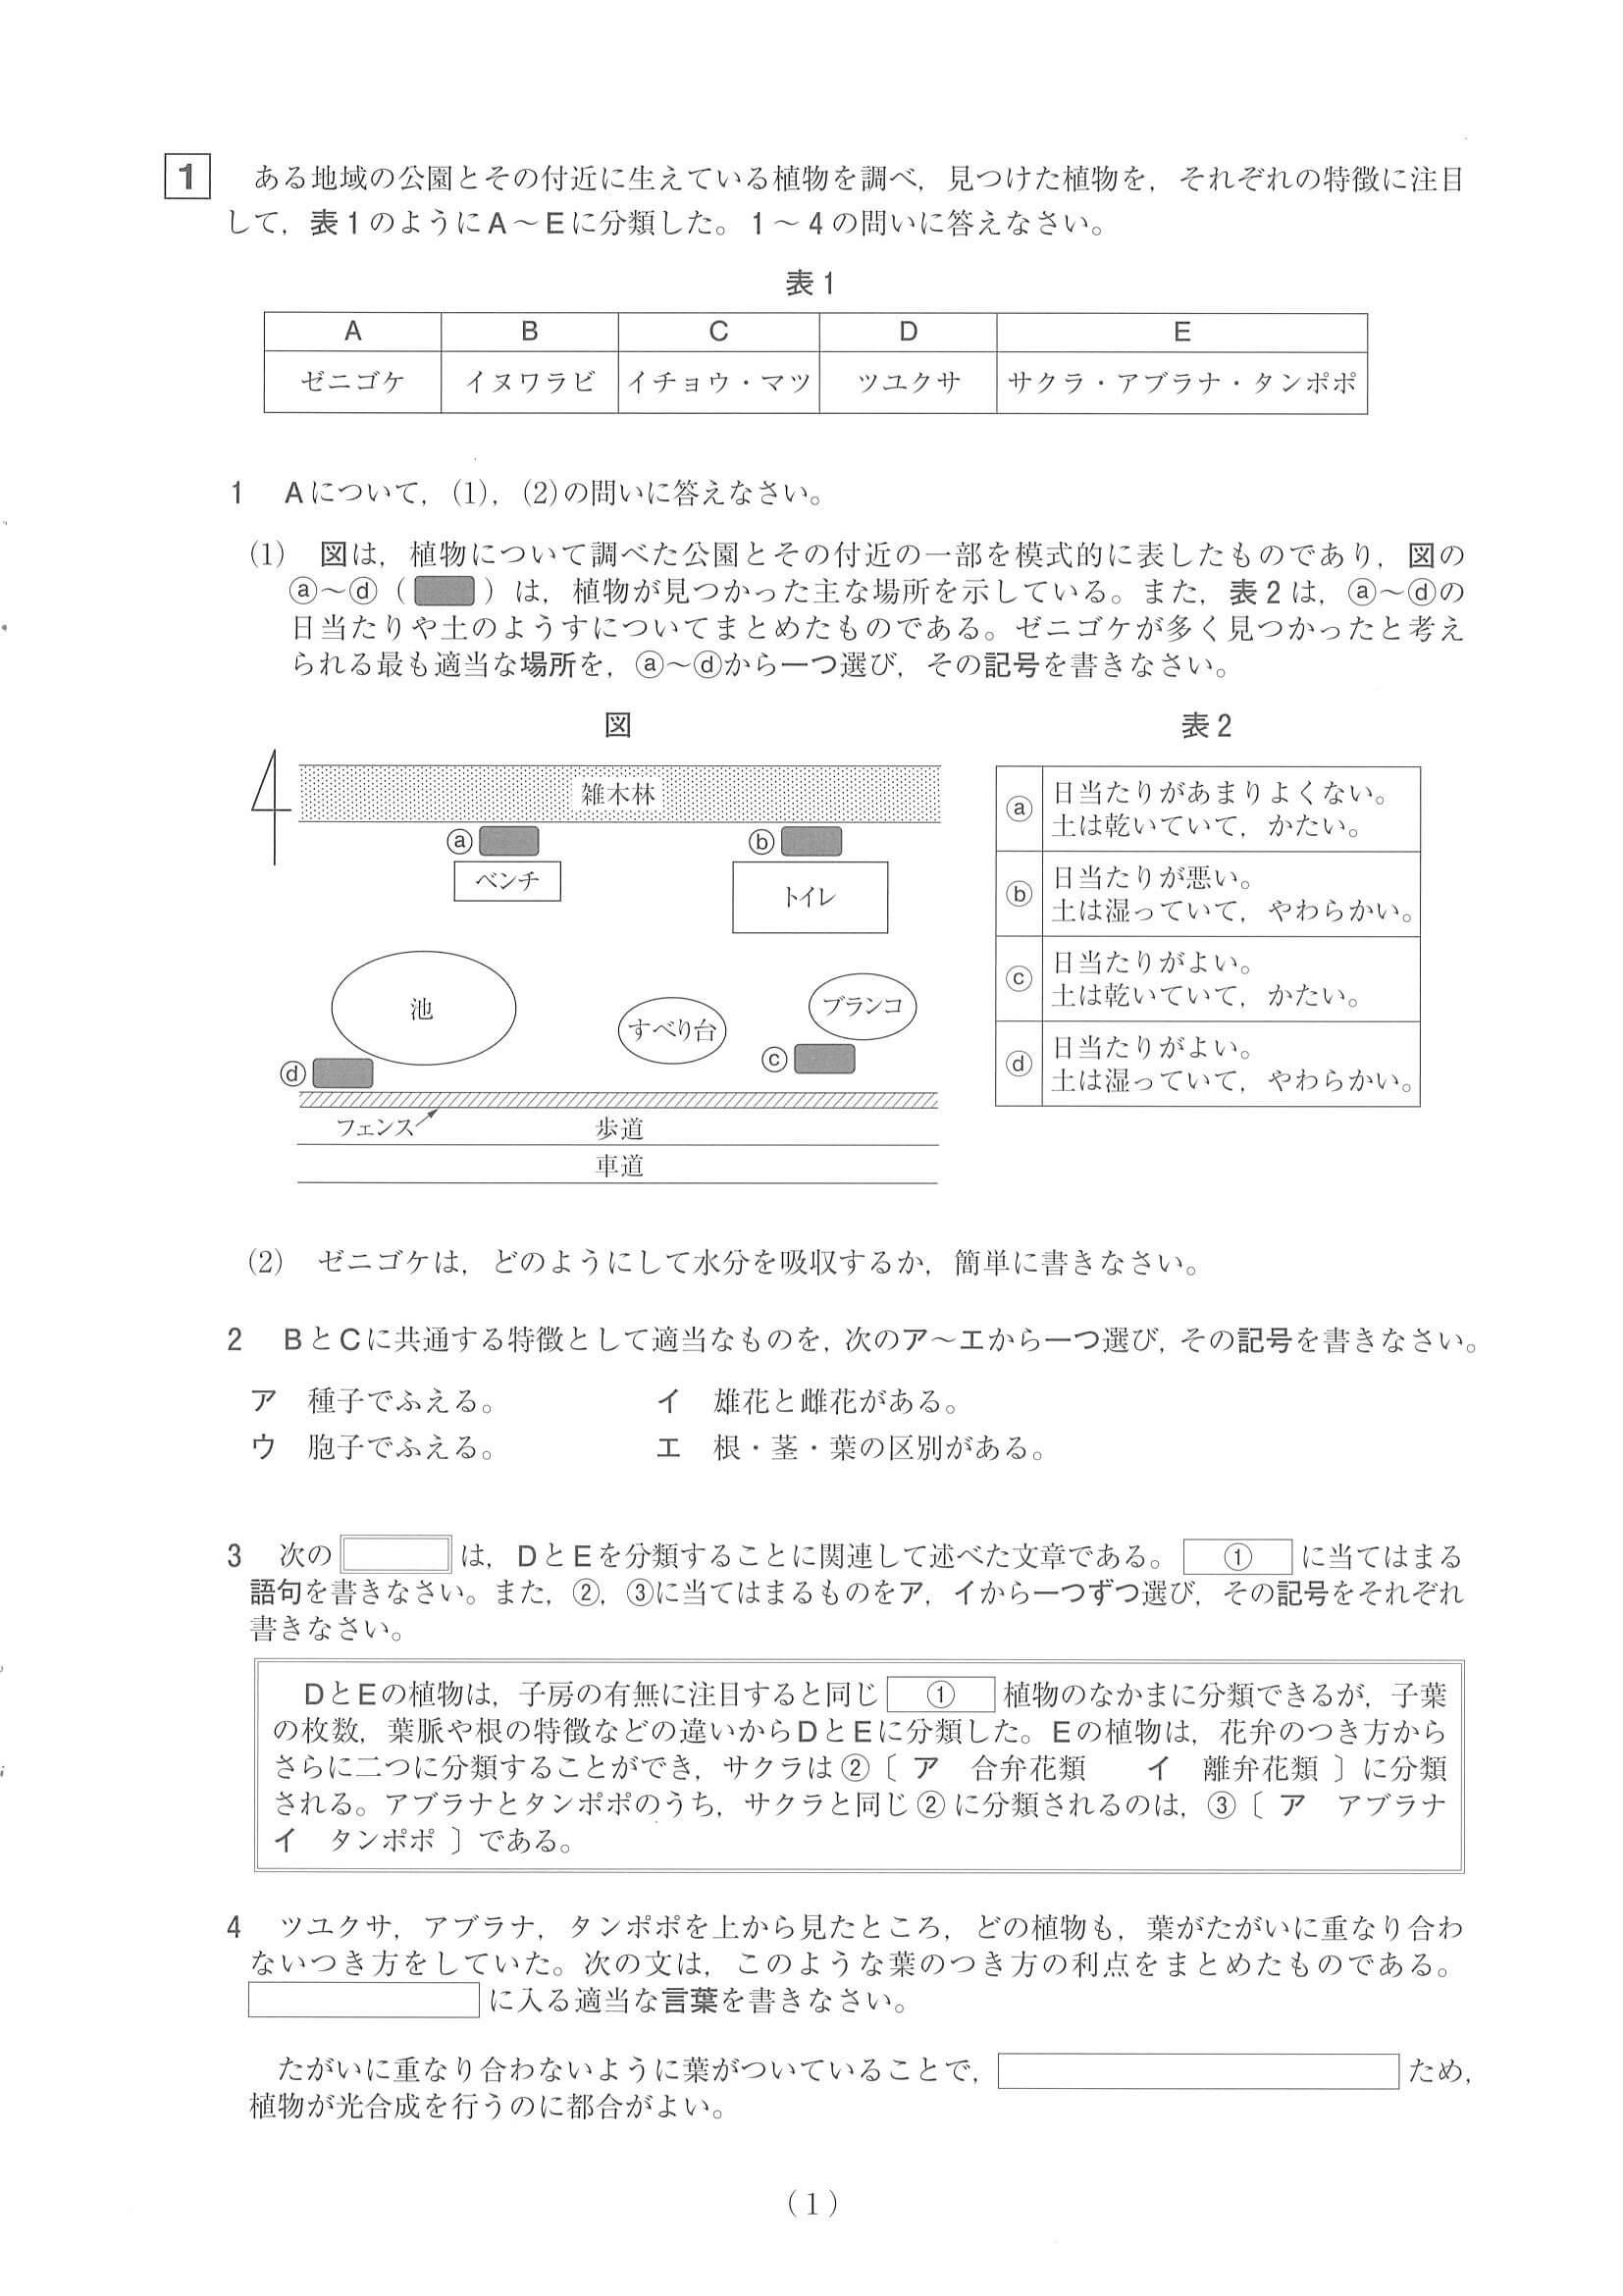 1 ある地域の公園とその付近に生えている植物を調べ，見つけた植物を，それぞれの特徴に注目
して，表1のようにA～Eに分類した。1～4の問いに答えなさい。
表1
A B C D E
ゼニゴケ イヌワラビ イチョウ・マツ ツユクサ サクラ・アブラナ・タンポポ
1 Aについて，(1)，(2)の問いに答えなさい。
(1) 図は，植物について調べた公園とその付近の一部を模式的に表したものであり，図の
ⓐ～ⓓ（ ）は，植物が見つかった主な場所を示している。また，表2は，ⓐ～ⓓの
日当たりや土のようすについてまとめたものである。ゼニゴケが多く見つかったと考え
られる最も適当な場所を，ⓐ～ⓓから一つ選び，その記号を書きなさい。
図
雑木林
ⓐ ⓑ
ベンチ
トイレ
池
すべり台
ブランコ
ⓓ ⓒ
フェンス
歩道
車道
表2
ⓐ 日当たりがあまりよくない。
土は乾いていて，かたい。
ⓑ 日当たりが悪い。
土は湿っていて，やわらかい。
ⓒ 日当たりがよい。
土は乾いていて，かたい。
ⓓ 日当たりがよい。
土は湿っていて，やわらかい。
(2) ゼニゴケは，どのようにして水分を吸収するか，簡単に書きなさい。
2 BとCに共通する特徴として適当なものを，次のア～エから一つ選び，その記号を書きなさい。
ア 種子でふえる。 イ 雄花と雌花がある。
ウ 胞子でふえる。 エ 根・茎・葉の区別がある。
3 次の は，DとEを分類することに関連して述べた文章である。 ① に当てはまる
語句を書きなさい。また，②，③に当てはまるものをア，イから一つずつ選び，その記号をそれぞれ
書きなさい。
DとEの植物は，子房の有無に注目すると同じ ① 植物のなかまに分類できるが，子葉
の枚数，葉脈や根の特徴などの違いからDとEに分類した。Eの植物は，花弁のつき方から
さらに二つに分類することができ，サクラは②〔 ア 合弁花類 イ 離弁花類 〕に分類
される。アブラナとタンポポのうち，サクラと同じ②に分類されるのは，③〔 ア アブラナ
イ タンポポ 〕である。
4 ツユクサ，アブラナ，タンポポを上から見たところ，どの植物も，葉がたがいに重なり合わ
ないつき方をしていた。次の文は，このような葉のつき方の利点をまとめたものである。
に入る適当な言葉を書きなさい。
たがいに重なり合わないように葉がついていることで， ため，
植物が光合成を行うのに都合がよい。
（1）